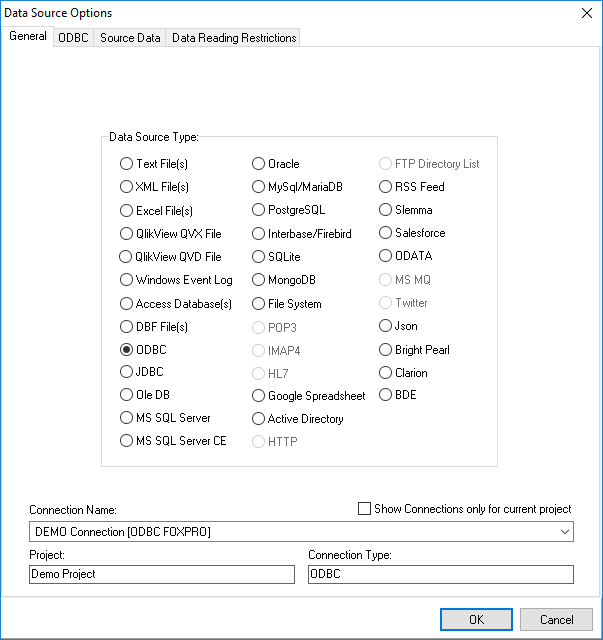 Data Source Options
General ODBC Source Data Data Reading Restrictions
Data Source Type:
Text File(s) Oracle FTP Directory List
XML File(s) MySql/MariaDB RSS Feed
Excel File(s) PostgreSQL Slemma
QlikView QVX File Interbase/Firebird Salesforce
QlikView QVD File SQLite ODATA
Windows Event Log MongoDB MS MQ
Access Database(s) File System Twitter
DBF File(s) POP3 Json
ODBC IMAP4 Bright Pearl
JDBC HL7 Clarion
Ole DB Google Spreadsheet BDE
MS SQL Server Active Directory
MS SQL Server CE HTTP
Connection Name: Show Connections only for current project
DEMO Connection [ODBC FOXPRO]
Project: Connection Type:
Demo Project ODBC
OK Cancel